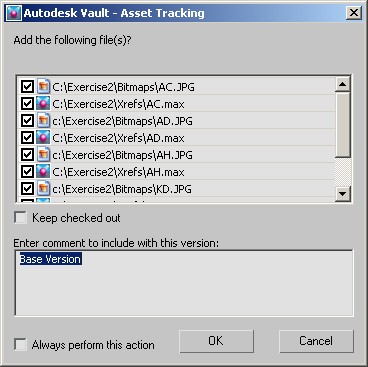 Autodesk Vault - Asset Tracking
Add the following file(s)?
C:\Exercise2\Bitmaps\AC.JPG
C:\Exercise2\Xrefs\AC.max
c:\Exercise2\Bitmaps\AD.JPG
C:\Exercise2\Xrefs\AD.max
c:\Exercise2\Bitmaps\AH.JPG
C:\Exercise2\Xrefs\AH.max
c:\Exercise2\Bitmaps\KD.JPG
Keep checked out
Enter comment to include with this version:
Base Version
Always perform this action
OK
Cancel